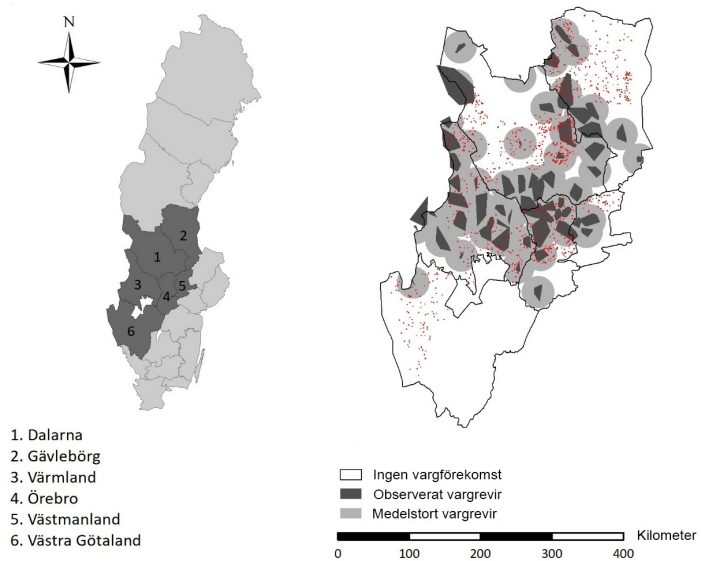 N
2
1
3
5
4
6
1. Dalarna
2. Gävlebörg
3. Värmland
4. Örebro
5. Västmanland
6. Västra Götaland
Ingen vargförekomst
Observerat vargrevir
Medelstort vargrevir
Kilometer
0 100 200 300 400